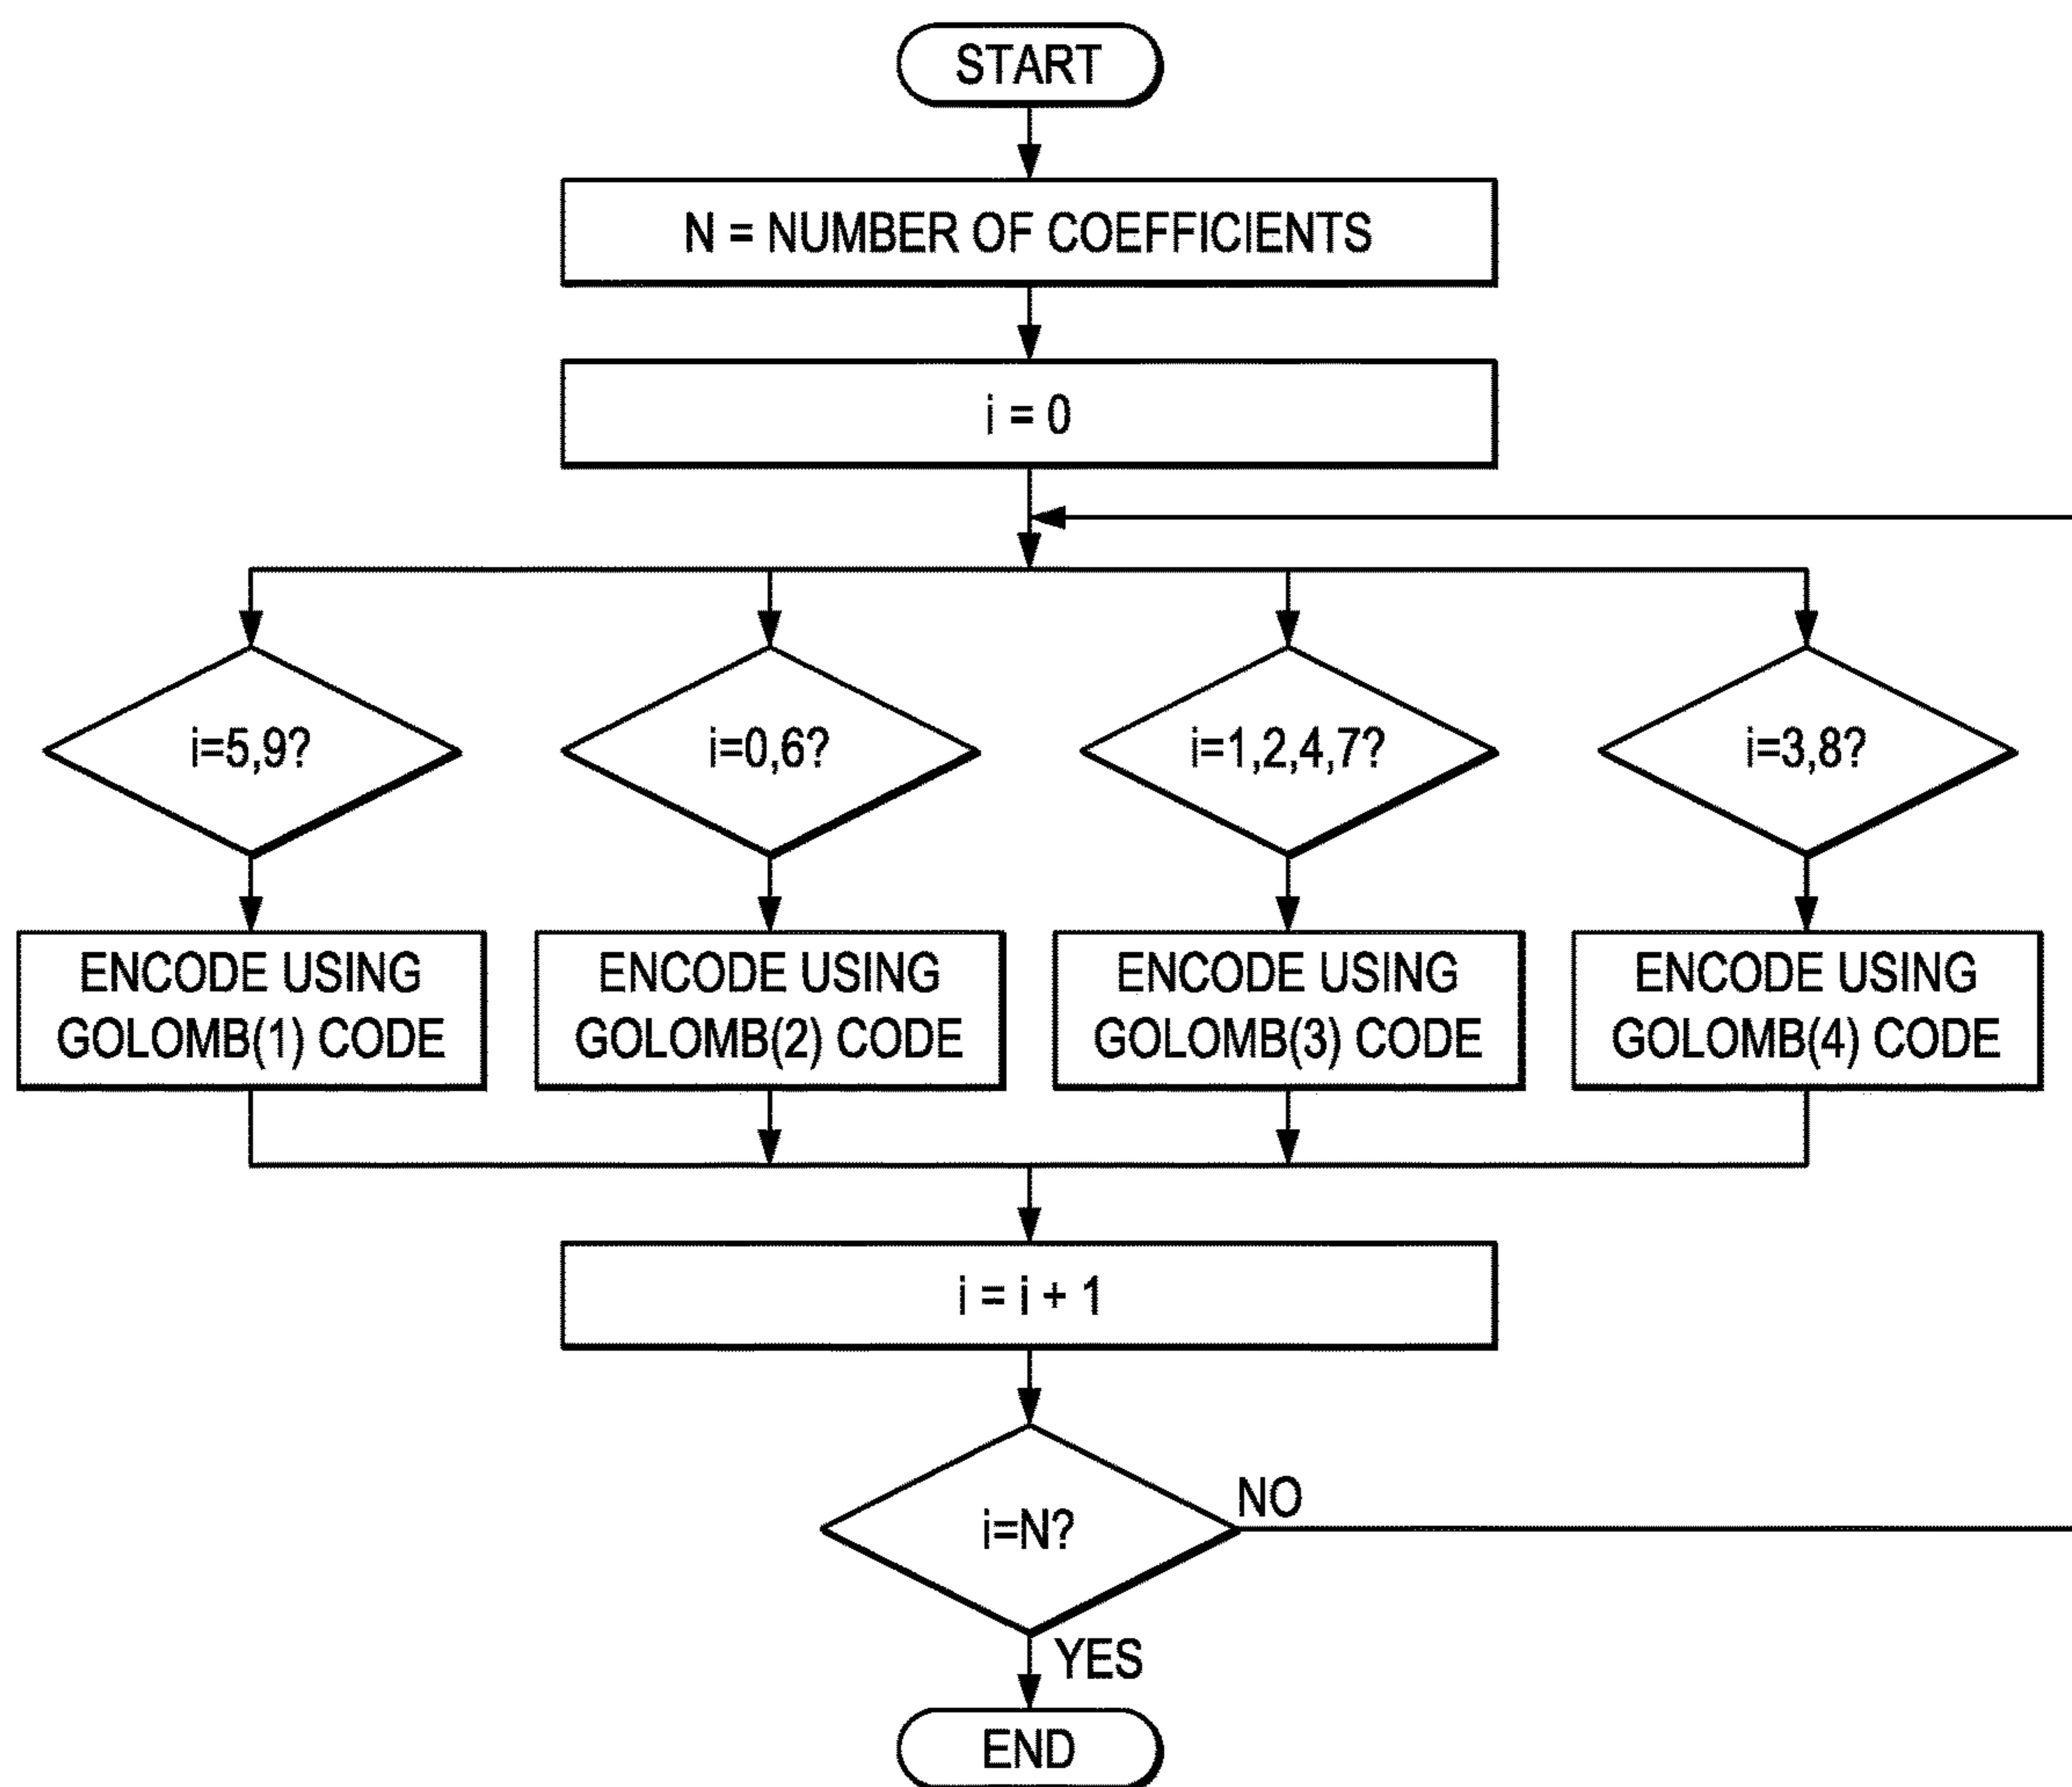 START
N = NUMBER OF COEFFICIENTS
i = 0
i=5,9?
i=0,6?
i=1,2,4,7?
i=3,8?
ENCODE USING
GOLOMB(1) CODE
ENCODE USING
GOLOMB(2) CODE
ENCODE USING
GOLOMB(3) CODE
ENCODE USING
GOLOMB(4) CODE
i = i + 1
i=N?
NO
YES
END